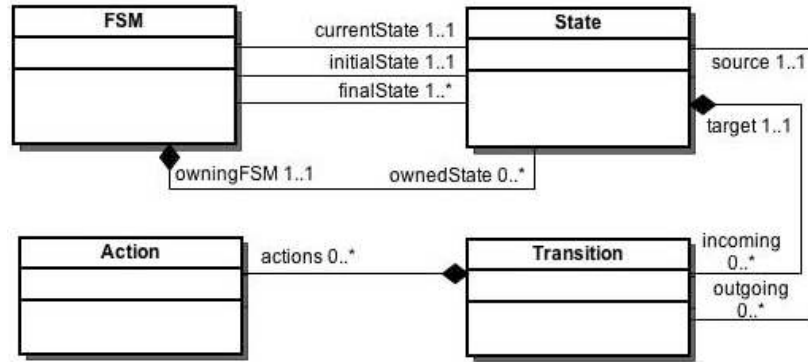 FSM
currentState 1..1
State
initialState 1..1
source 1..1
finalState 1..*
target 1..1
owningFSM 1..1
ownedState 0..*
Action
actions 0..*
Transition
incoming
0..*
outgoing
0..*